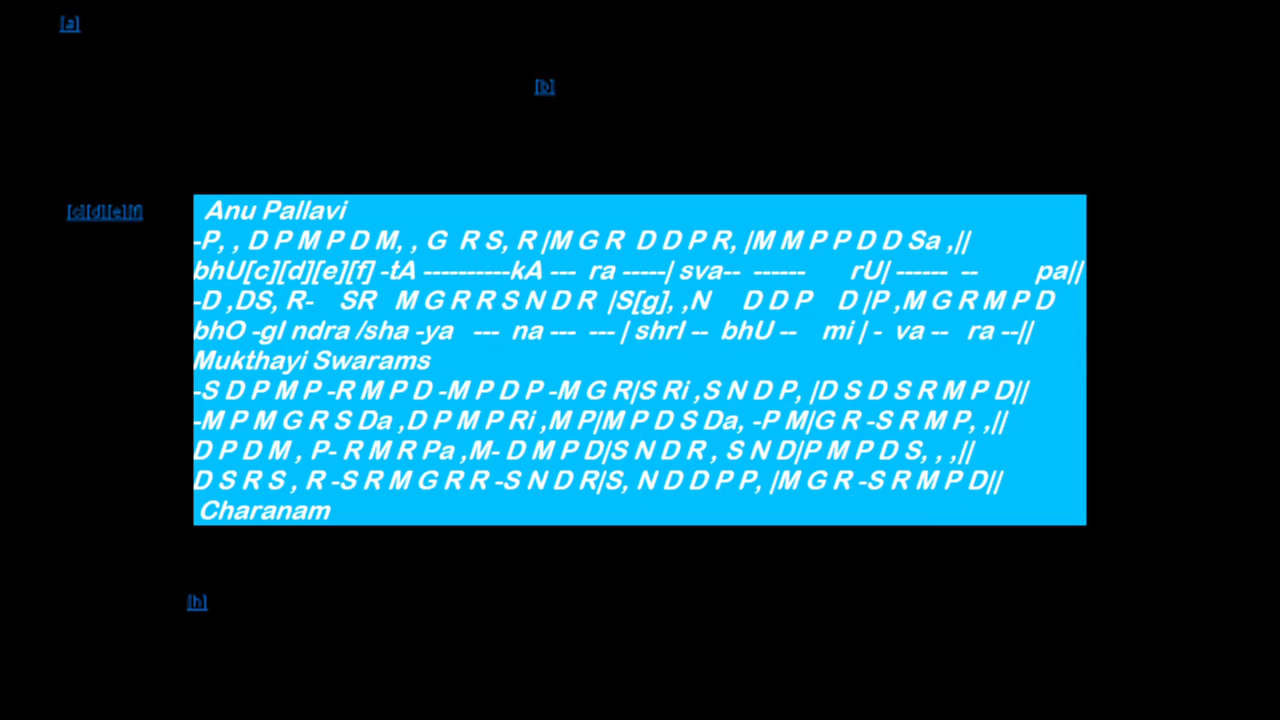 [a]
[b]
[c][d][e][f]
Anu Pallavi
-P, , D P M P D M, , G R S, R |M G R D D P R, |M M P P D D Sa ,||
bhU[c][d][e][f] -tA ----------kA --- ra -----| sva-- ------ rU| ------ -- pa||
-D ,DS, R- SR M G R R S N D R |S[g], ,N D D P D |P ,M G R M P D
bhO -gI ndra /sha -ya --- na --- --- | shrI -- bhU -- mi | - va -- ra --||
Mukthayi Swarams
-S D P M P -R M P D -M P D P -M G R|S Ri ,S N D P, |D S D S R M P D||
-M P M G R S Da ,D P M P Ri ,M P|M P D S Da, -P M|G R -S R M P, ,||
D P D M , P- R M R Pa ,M- D M P D|S N D R , S N D|P M P D S, , ,||
D S R S , R -S R M G R R -S N D R|S, N D D P P, |M G R -S R M P D||
Charanam
[h]